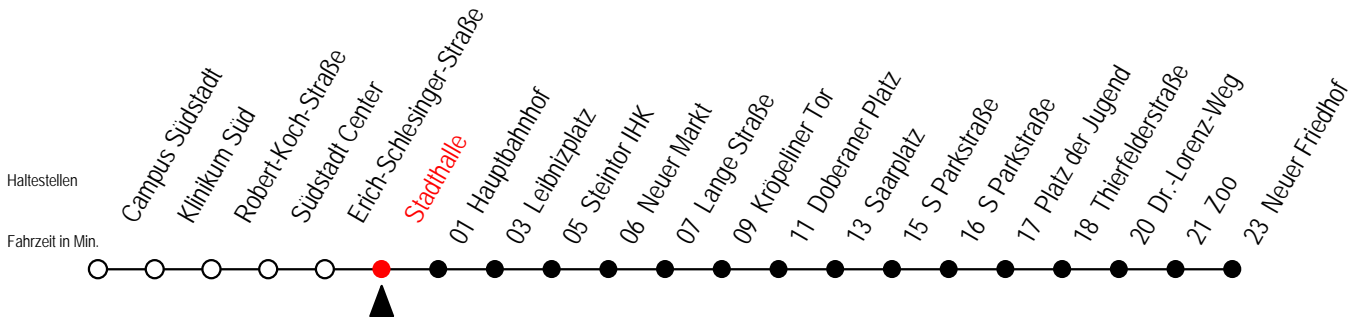 Haltestellen
Fahrzeit in Min.
Campus Südstadt
Klinikum Süd
Robert-Koch-Straße
Südstadt Center
Erich-Schlesinger-Straße
Stadthalle
01 Hauptbahnhof
03 Leibnizplatz
05 Steintor IHK
06 Neuer Markt
07 Lange Straße
09 Kröpeliner Tor
11 Doberaner Platz
13 Saarplatz
15 S Parkstraße
16 S Parkstraße
17 Platz der Jugend
18 Thierfelderstraße
20 Dr.-Lorenz-Weg
21 Zoo
23 Neuer Friedhof